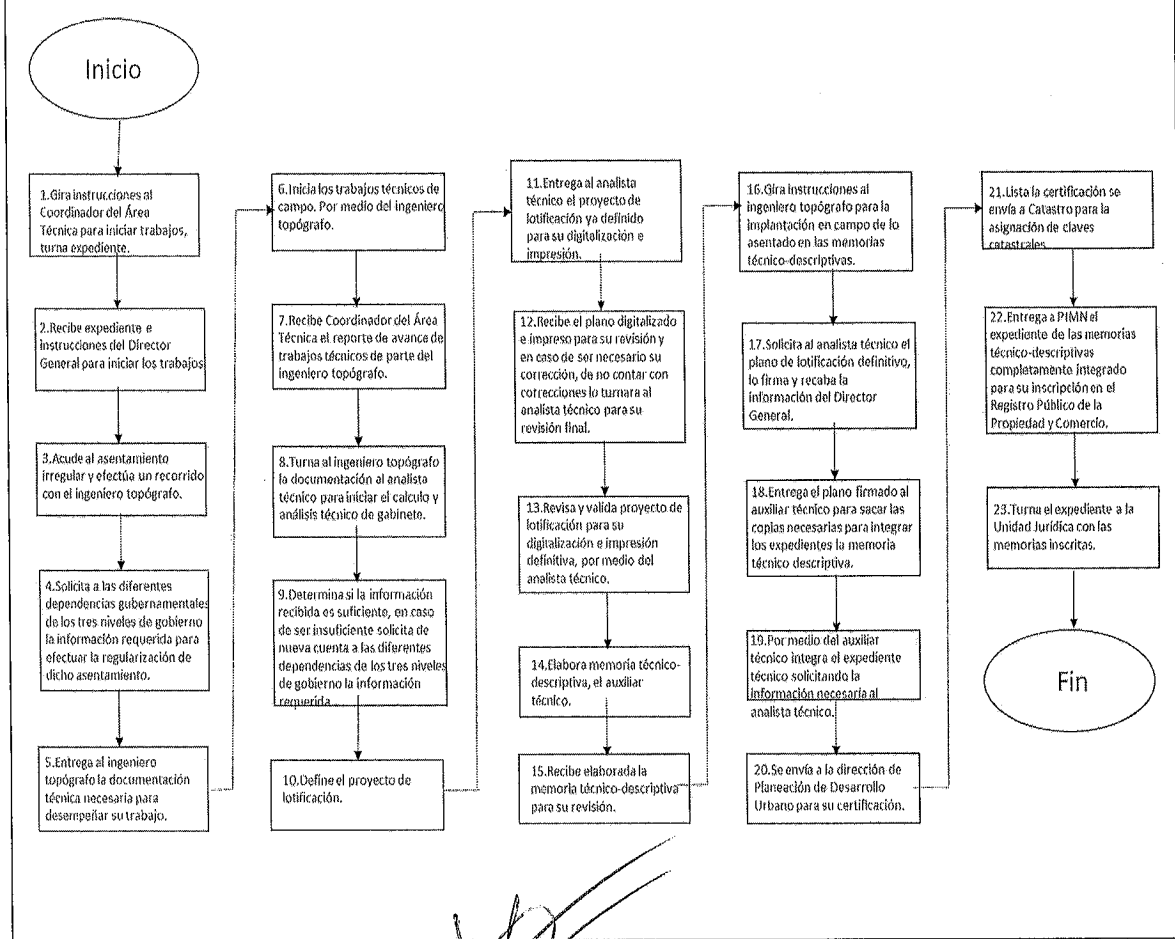 Inicio
1.Gira instrucciones al
Coordinador del Área
Técnica para iniciar trabajos,
turna expediente.
2.Recibe expediente e
instrucciones del Director
General para iniciar los trabajos
3.Acude al asentamiento
irregular y efectúa un recorrido
con el ingeniero topógrafo.
4.Solicita a las diferentes
dependencias gubernamentales
de los tres niveles de gobierno
la información requerida para
efectuar la regularización de
dicho asentamiento.
5.Entrega al ingeniero
topógrafo la documentación
técnica necesaria para
desempeñar su trabajo.
6.Inicia los trabajos técnicos de
campo. Por medio del ingeniero
topógrafo.
7.Recibe Coordinador del Área
Técnica el reporte de avance de
trabajos técnicos de parte del
ingeniero topógrafo.
8.Turna al ingeniero topógrafo
la documentación al analista
técnico para iniciar el calculo y
análisis técnico de gabinete.
9.Determina si la información
recibida es suficiente, en caso
de ser insuficiente solicita de
nueva cuenta a las diferentes
dependencias de los tres niveles
de gobierno la información
requerida.
10.Define el proyecto de
lotificación.
11.Entrega al analista
técnico el proyecto de
lotificación ya definido
para su digitalización e
impresión.
12.Recibe el plano digitalizado
e impreso para su revisión y
en caso de ser necesario su
corrección, de no contar con
correcciones lo turnara al
analista técnico para su
revisión final.
13.Revisa y valida proyecto de
lotificación para su
digitalización e impresión
definitiva, por medio del
analista técnico.
14.Elabora memoria técnico-
descriptiva, el auxiliar
técnico.
15.Recibe elaborada la
memoria técnico-descriptiva
para su revisión.
16.Gira instrucciones al
ingeniero topógrafo para la
implantación en campo de lo
asentado en las memorias
técnico-descriptivas.
17.Solicita al analista técnico el
plano de lotificación definitivo,
lo firma y recaba la
información del Director
General.
18.Entrega el plano firmado al
auxiliar técnico para sacar las
copias necesarias para integrar
los expedientes la memoria
técnico descriptiva.
19.Por medio del auxiliar
técnico integra el expediente
técnico solicitando la
información necesaria al
analista técnico.
20.Se envía a la dirección de
Planeación de Desarrollo
Urbano para su certificación.
21.Lista la certificación se
envía a Catastro para la
asignación de claves
catastrales.
22.Entrega a PIMN el
expediente de las memorias
técnico-descriptivas
completamente integrado
para su inscripción en el
Registro Público de la
Propiedad y Comercio.
23.Turna el expediente a la
Unidad Jurídica con las
memorias inscritas.
Fin